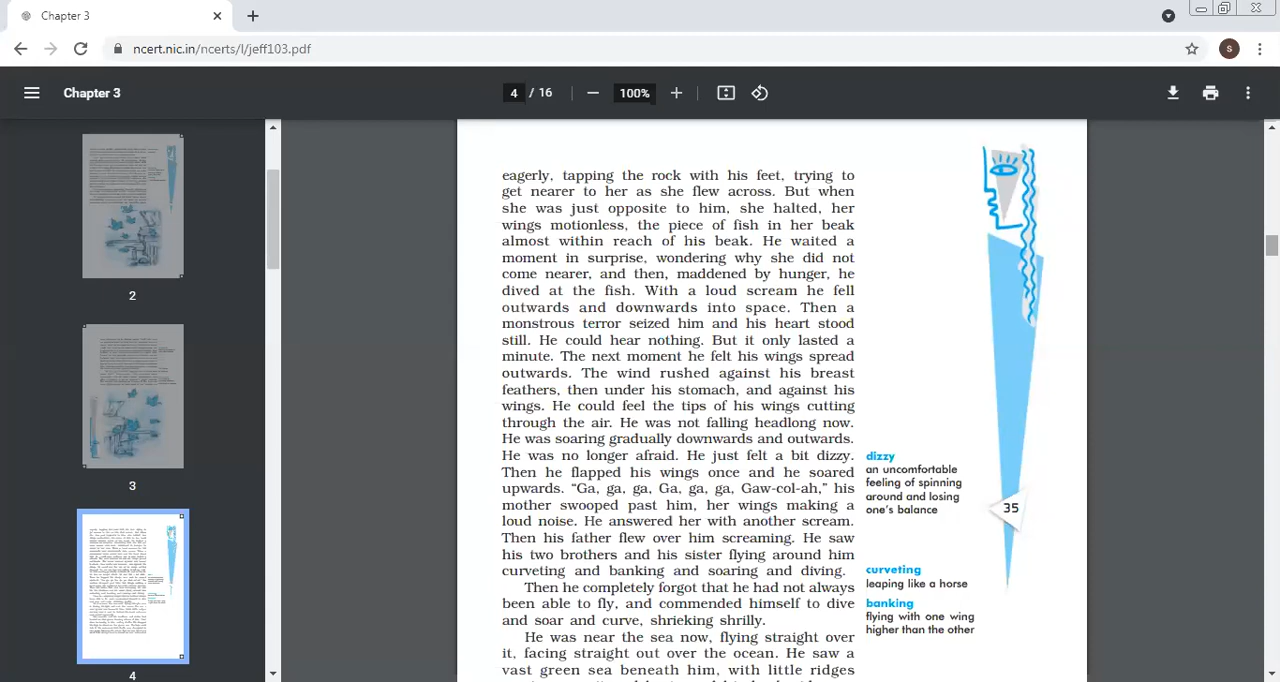 Chapter 3
ncert.nic.in/ncerts/l/jeff103.pdf
S
Chapter 3
4 / 16
100%
2
3
4
eagerly, tapping the rock with his feet, trying to
get nearer to her as she flew across. But when
she was just opposite to him, she halted, her
wings motionless, the piece of fish in her beak
almost within reach of his beak. He waited a
moment in surprise, wondering why she did not
come nearer, and then, maddened by hunger, he
dived at the fish. With a loud scream he fell
outwards and downwards into space. Then a
monstrous terror seized him and his heart stood
still. He could hear nothing. But it only lasted a
minute. The next moment he felt his wings spread
outwards. The wind rushed against his breast
feathers, then under his stomach, and against his
wings. He could feel the tips of his wings cutting
through the air. He was not falling headlong now.
He was soaring gradually downwards and outwards.
He was no longer afraid. He just felt a bit dizzy.
Then he flapped his wings once and he soared
upwards. “Ga, ga, ga, Ga, ga, ga, Gaw-col-ah,” his
mother swooped past him, her wings making a
loud noise. He answered her with another scream.
Then his father flew over him screaming. He saw
his two brothers and his sister flying around him
curveting and banking and soaring and diving.
Then he completely forgot that he had not always
been able to fly, and commended himself to dive
and soar and curve, shrieking shrilly.
He was near the sea now, flying straight over
it, facing straight out over the ocean. He saw a
vast green sea beneath him, with little ridges
dizzy
an uncomfortable
feeling of spinning
around and losing
one’s balance
35
curveting
leaping like a horse
banking
flying with one wing
higher than the other